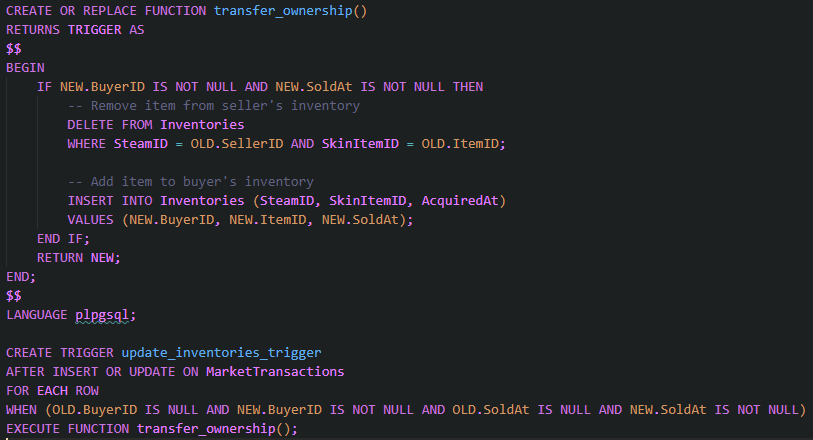 CREATE OR REPLACE FUNCTION transfer_ownership()
RETURNS TRIGGER AS
$$
BEGIN
    IF NEW.BuyerID IS NOT NULL AND NEW.SoldAt IS NOT NULL THEN
        -- Remove item from seller's inventory
        DELETE FROM Inventories
        WHERE SteamID = OLD.SellerID AND SkinItemID = OLD.ItemID;

        -- Add item to buyer's inventory
        INSERT INTO Inventories (SteamID, SkinItemID, AcquiredAt)
        VALUES (NEW.BuyerID, NEW.ItemID, NEW.SoldAt);
    END IF;
    RETURN NEW;
END;
$$
LANGUAGE plpgsql;

CREATE TRIGGER update_inventories_trigger
AFTER INSERT OR UPDATE ON MarketTransactions
FOR EACH ROW
WHEN (OLD.BuyerID IS NULL AND NEW.BuyerID IS NOT NULL AND OLD.SoldAt IS NULL AND NEW.SoldAt IS NOT NULL)
EXECUTE FUNCTION transfer_ownership();